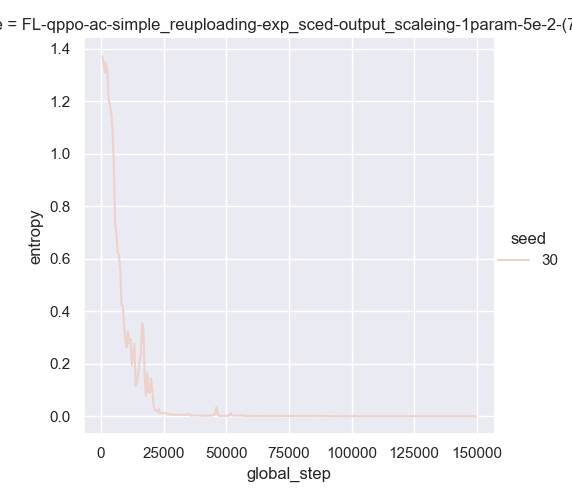 e = FL-qppo-ac-simple_reuploading-exp_sced-output_scaleing-1param-5e-2-(7
1.4
1.2
1.0
0.8
0.6
0.4
0.2
0.0
entropy
0 25000 50000 75000 100000 125000 150000
global_step
seed
30